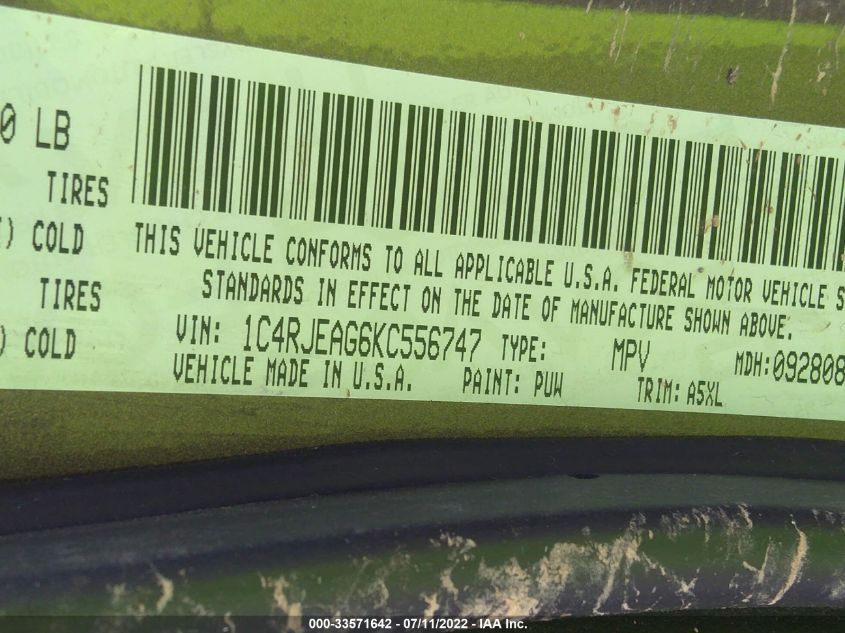 0 LB
TIRES
) COLD
TIRES
) COLD
THIS VEHICLE CONFORMS TO ALL APPLICABLE U.S.A. FEDERAL MOTOR VEHICLE S
STANDARDS IN EFFECT ON THE DATE OF MANUFACTURE SHOWN ABOVE.
VIN: 1C4RJEAG6KC556747 TYPE: MPV MDH:092808
VEHICLE MADE IN U.S.A. PAINT: PUW TRIM: A5XL
000-33571642 - 07/11/2022 - IAA Inc.